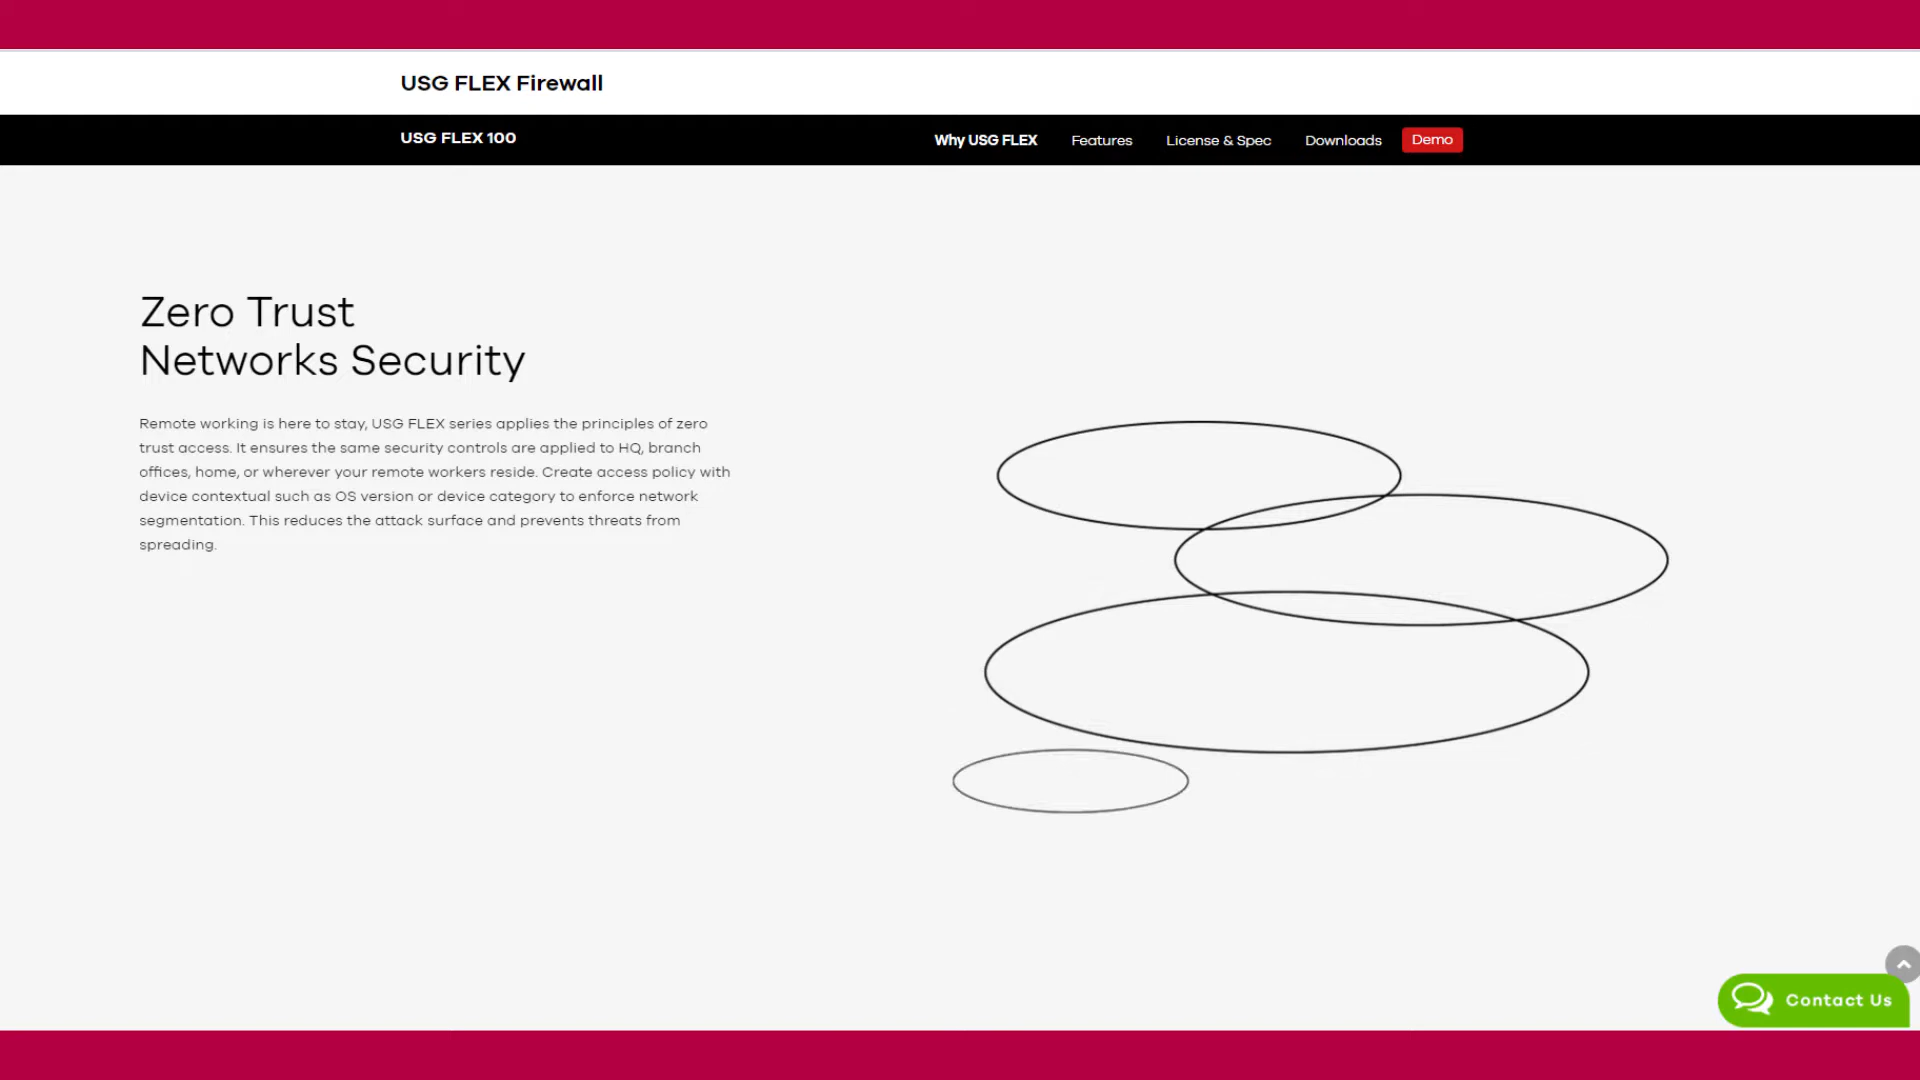 USG FLEX Firewall
USG FLEX 100
Why USG FLEX
Features
License & Spec
Downloads
Demo
Zero Trust
Networks Security
Remote working is here to stay, USG FLEX series applies the principles of zero
trust access. It ensures the same security controls are applied to HQ, branch
offices, home, or wherever your remote workers reside. Create access policy with
device contextual such as OS version or device category to enforce network
segmentation. This reduces the attack surface and prevents threats from
spreading.
Contact Us